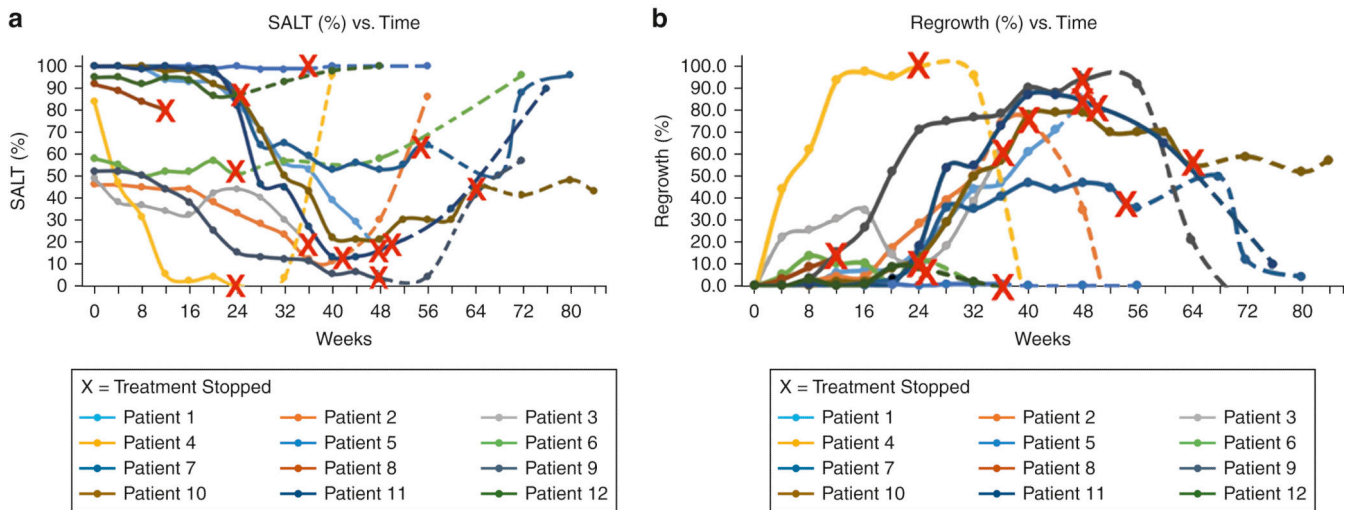 a
SALT (%) vs. Time
SALT (%)
100
90
80
70
60
50
40
30
20
10
0
0 8 16 24 32 40 48 56 64 72 80
Weeks
X = Treatment Stopped
Patient 1 Patient 2 Patient 3
Patient 4 Patient 5 Patient 6
Patient 7 Patient 8 Patient 9
Patient 10 Patient 11 Patient 12
b
Regrowth (%) vs. Time
Regrowth (%)
100.0
90.0
80.0
70.0
60.0
50.0
40.0
30.0
20.0
10.0
0.0
0 8 16 24 32 40 48 56 64 72 80
Weeks
X = Treatment Stopped
Patient 1 Patient 2 Patient 3
Patient 4 Patient 5 Patient 6
Patient 7 Patient 8 Patient 9
Patient 10 Patient 11 Patient 12